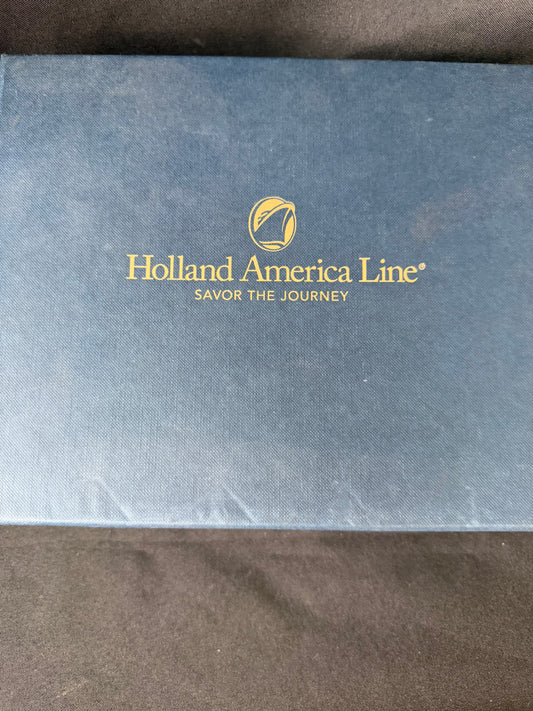 Holland America Line®
SAVOR THE JOURNEY